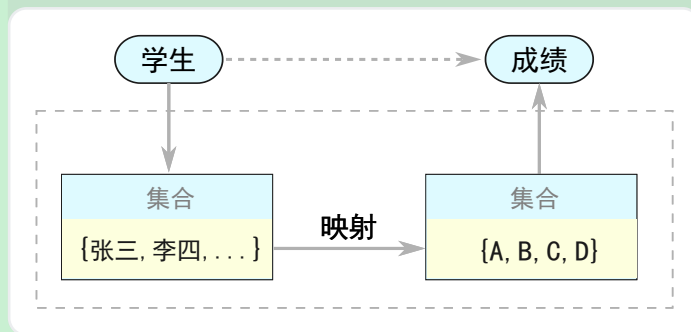 学生
成绩
集合
集合
映射
{张三,李四,...}
{A,B,C,D}